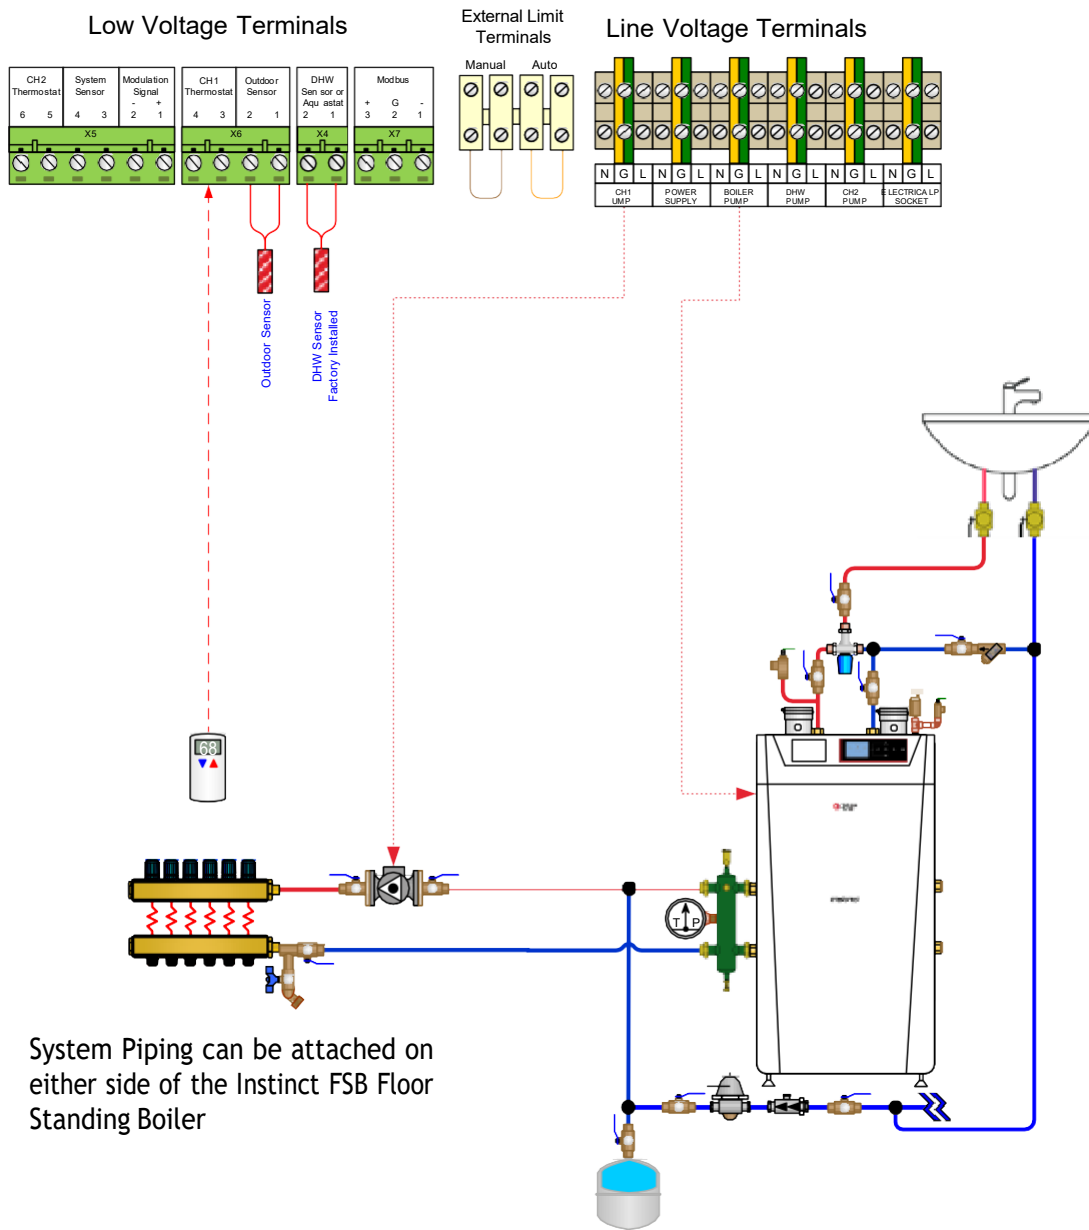 Low Voltage Terminals
External Limit
Terminals
Line Voltage Terminals
CH2
Thermostat
6 5
System
Sensor
4 3
Modulation
Signal
- +
2 1
CH1
Thermostat
4 3
Outdoor
Sensor
2 1
DHW
Sen sor or
Aqu astat
2 1
Modbus
+ G -
3 2 1
X5
X6
X4
X7
Manual Auto
N G L N G L N G L N G L N G L N G L
CH1
UMP
POWER
SUPPLY
BOILER
PUMP
DHW
PUMP
CH2
PUMP
E LECTRICA LP
SOCKET
Outdoor Sensor
DHW Sensor
Factory Installed
68
T P
System Piping can be attached on
either side of the Instinct FSB Floor
Standing Boiler